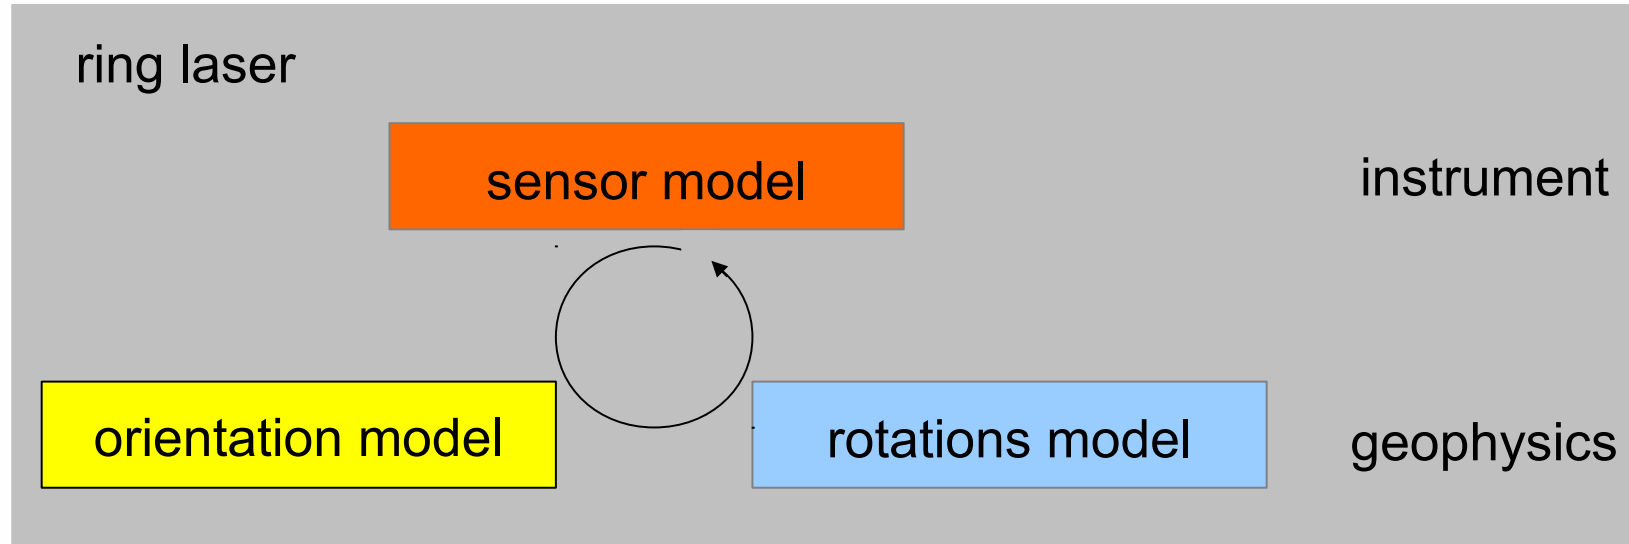 ring laser
sensor model
instrument
orientation model
rotations model
geophysics